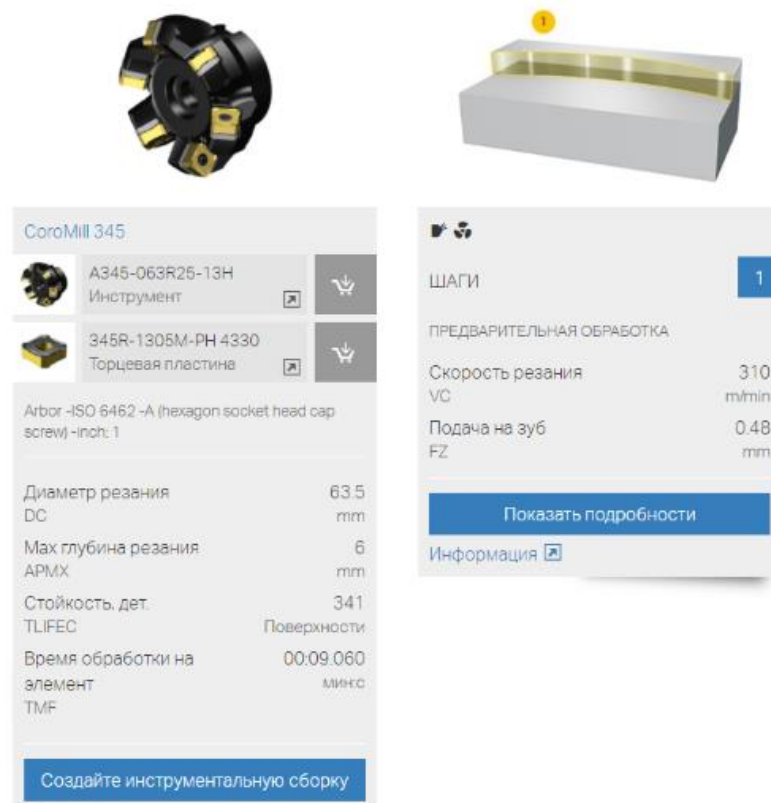 1
CoroMill 345
A345-063R25-13H
Инструмент
345R-1305M-PH 4330
Торцевая пластина
Arbor -ISO 6462 -A (hexagon socket head cap
screw) -inch: 1
Диаметр резания 63.5
DC mm
Мах глубина резания 6
APMX mm
Стойкость, дет. 341
TLIFEC Поверхности
Время обработки на 00:09.060
элемент мин:с
TMF
Создайте инструментальную сборку
ШАГИ 1
ПРЕДВАРИТЕЛЬНАЯ ОБРАБОТКА
Скорость резания 310
VC m/min
Подача на зуб 0.48
FZ mm
Показать подробности
Информация